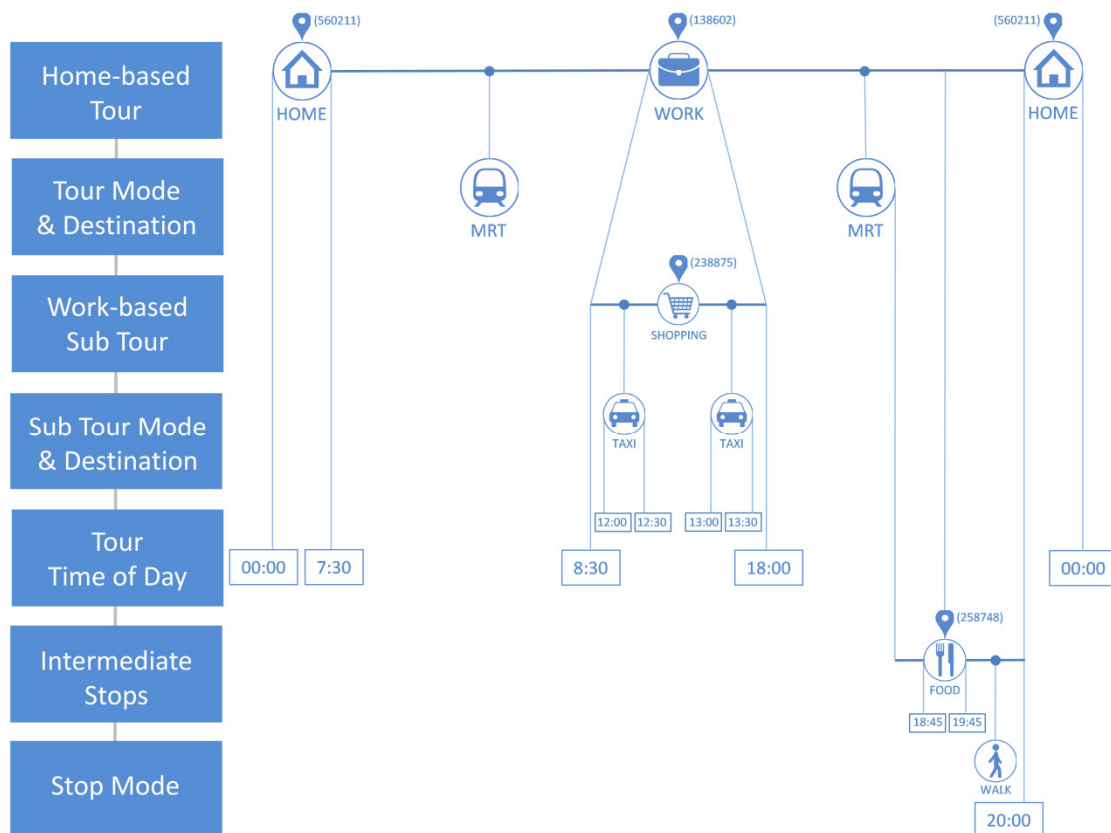 (560211)
(138602)
(560211)
Home-based
Tour
HOME
WORK
HOME
Tour Mode
& Destination
MRT
MRT
(238875)
Work-based
Sub Tour
SHOPPING
Sub Tour Mode
& Destination
TAXI
TAXI
12:00
12:30
13:00
13:30
Tour
Time of Day
00:00
7:30
8:30
18:00
00:00
(258748)
Intermediate
Stops
FOOD
18:45
19:45
Stop Mode
WALK
20:00